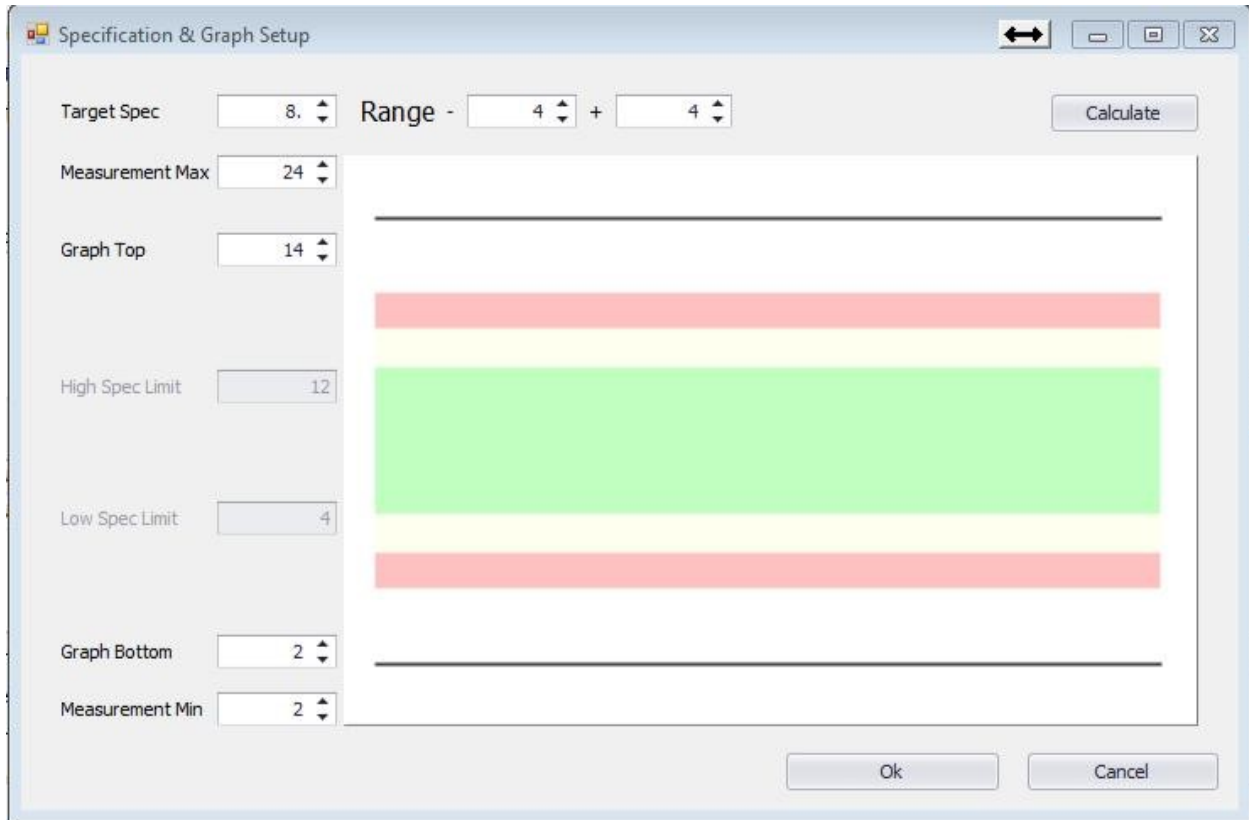 Specification & Graph Setup
Target Spec 8. Range - 4 + 4 Calculate
Measurement Max 24
Graph Top 14
High Spec Limit 12
Low Spec Limit 4
Graph Bottom 2
Measurement Min 2
Ok Cancel